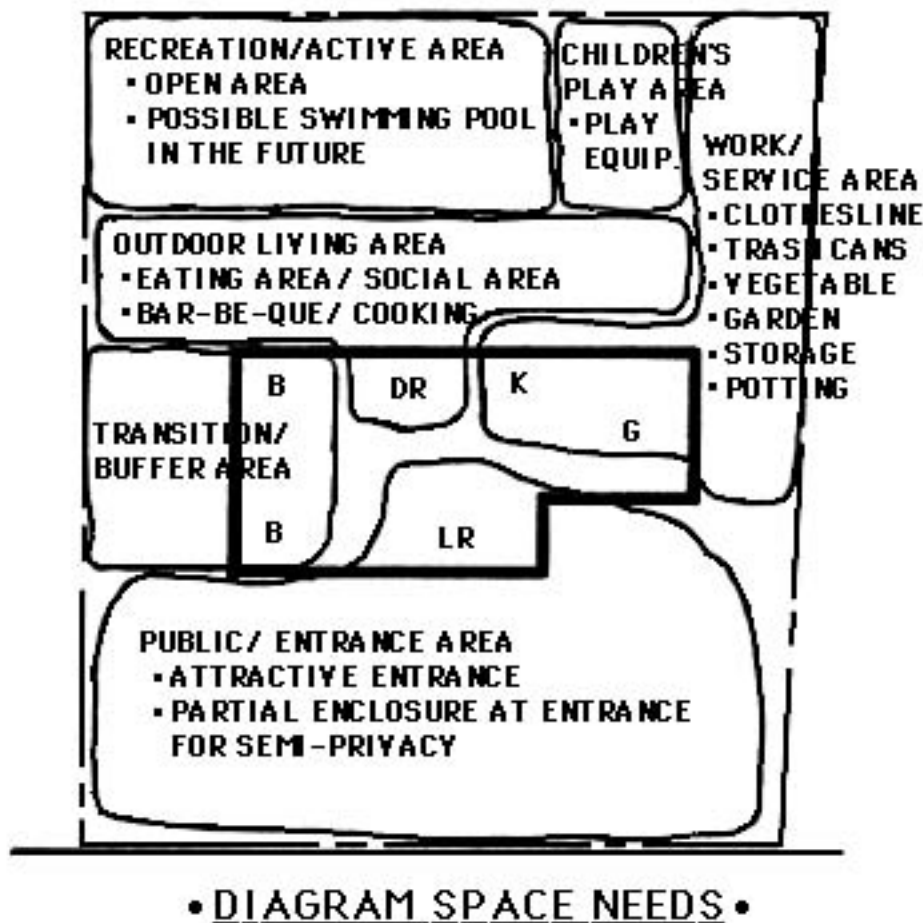 RECREATION/ACTIVE AREA
• OPEN AREA
• POSSIBLE SWIMMING POOL
IN THE FUTURE
CHILDREN'S
PLAY AREA
• PLAY
EQUIP.
WORK/
SERVICE AREA
• CLOTHESLINE
• TRASH CANS
• VEGETABLE
• GARDEN
• STORAGE
• POTTING
OUTDOOR LIVING AREA
• EATING AREA/ SOCIAL AREA
• BAR-BE-QUE/ COOKING
B
DR
K
G
TRANSITION/
BUFFER AREA
B
LR
PUBLIC/ ENTRANCE AREA
• ATTRACTIVE ENTRANCE
• PARTIAL ENCLOSURE AT ENTRANCE
FOR SEMI-PRIVACY
• DIAGRAM SPACE NEEDS •